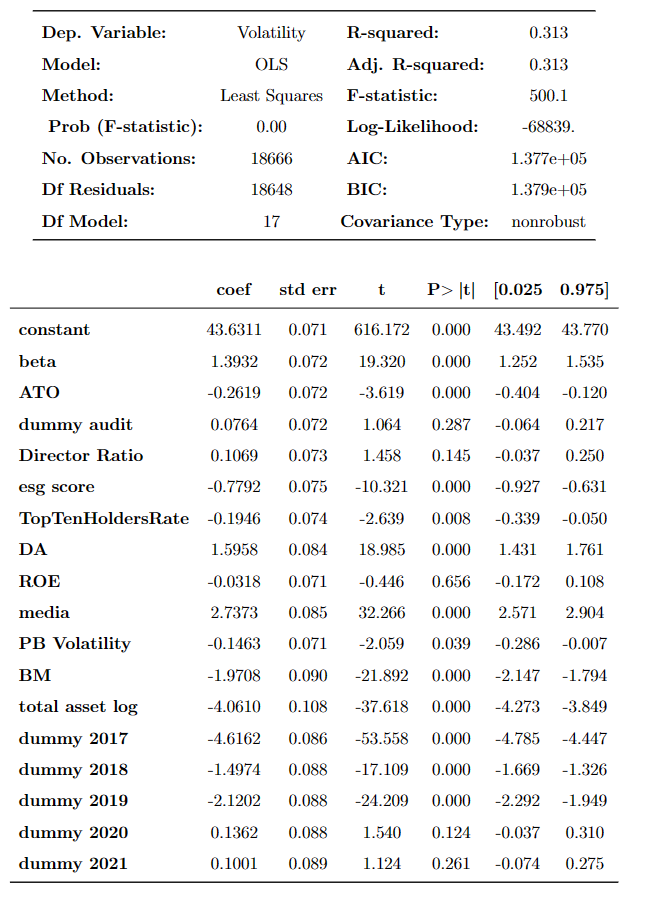 Dep. Variable: Volatility R-squared: 0.313
Model: OLS Adj. R-squared: 0.313
Method: Least Squares F-statistic: 500.1
Prob (F-statistic): 0.00 Log-Likelihood: -68839.
No. Observations: 18666 AIC: 1.377e+05
Df Residuals: 18648 BIC: 1.379e+05
Df Model: 17 Covariance Type: nonrobust
coef std err t P> |t| [0.025 0.975]
constant 43.6311 0.071 616.172 0.000 43.492 43.770
beta 1.3932 0.072 19.320 0.000 1.252 1.535
ATO -0.2619 0.072 -3.619 0.000 -0.404 -0.120
dummy audit 0.0764 0.072 1.064 0.287 -0.064 0.217
Director Ratio 0.1069 0.073 1.458 0.145 -0.037 0.250
esg score -0.7792 0.075 -10.321 0.000 -0.927 -0.631
TopTenHoldersRate -0.1946 0.074 -2.639 0.008 -0.339 -0.050
DA 1.5958 0.084 18.985 0.000 1.431 1.761
ROE -0.0318 0.071 -0.446 0.656 -0.172 0.108
media 2.7373 0.085 32.266 0.000 2.571 2.904
PB Volatility -0.1463 0.071 -2.059 0.039 -0.286 -0.007
BM -1.9708 0.090 -21.892 0.000 -2.147 -1.794
total asset log -4.0610 0.108 -37.618 0.000 -4.273 -3.849
dummy 2017 -4.6162 0.086 -53.558 0.000 -4.785 -4.447
dummy 2018 -1.4974 0.088 -17.109 0.000 -1.669 -1.326
dummy 2019 -2.1202 0.088 -24.209 0.000 -2.292 -1.949
dummy 2020 0.1362 0.088 1.540 0.124 -0.037 0.310
dummy 2021 0.1001 0.089 1.124 0.261 -0.074 0.275